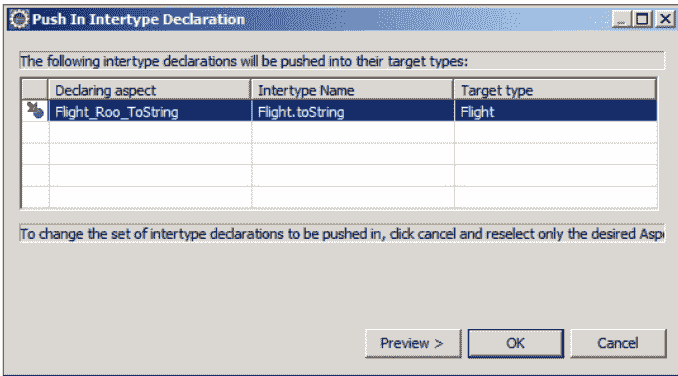 Push In Intertype Declaration
The following intertype declarations will be pushed into their target types:
Declaring aspect Intertype Name Target type
Flight_Roo_ToString Flight.toString Flight
To change the set of intertype declarations to be pushed in, click cancel and reselect only the desired Aspe
Preview > OK Cancel